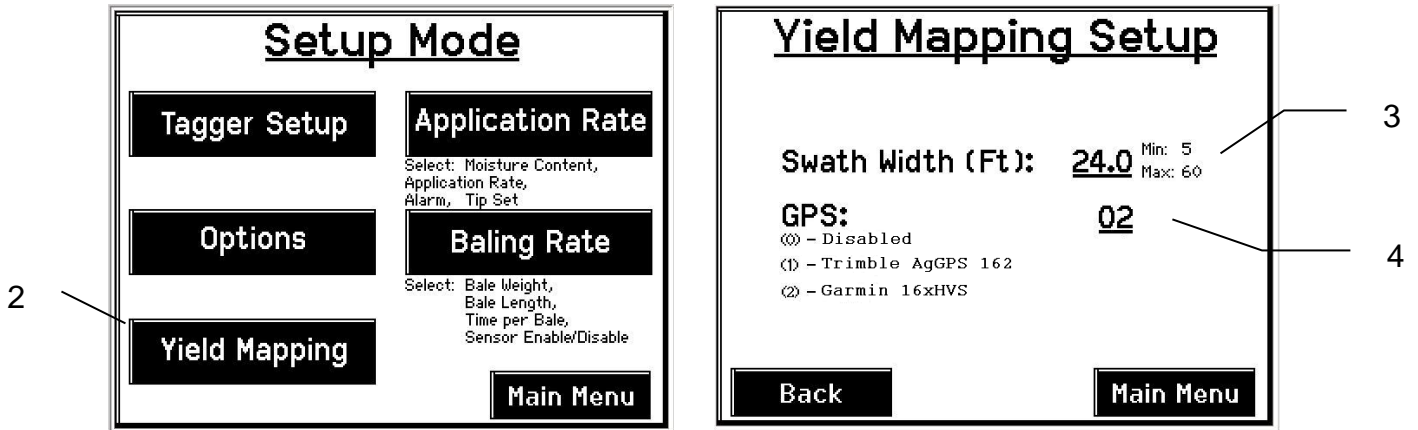 Setup Mode
Tagger Setup
Application Rate
Select: Moisture Content,
Application Rate,
Alarm, Tip Set
Options
Baling Rate
Select: Bale Weight,
Bale Length,
Time per Bale,
Sensor Enable/Disable
2
Yield Mapping
Main Menu
Yield Mapping Setup
3
Swath Width (Ft): 24.0 Min: 5
Max: 60
GPS: 02
(0) - Disabled
(1) - Trimble AgGPS 162
(2) - Garmin 16xHVS
4
Back
Main Menu